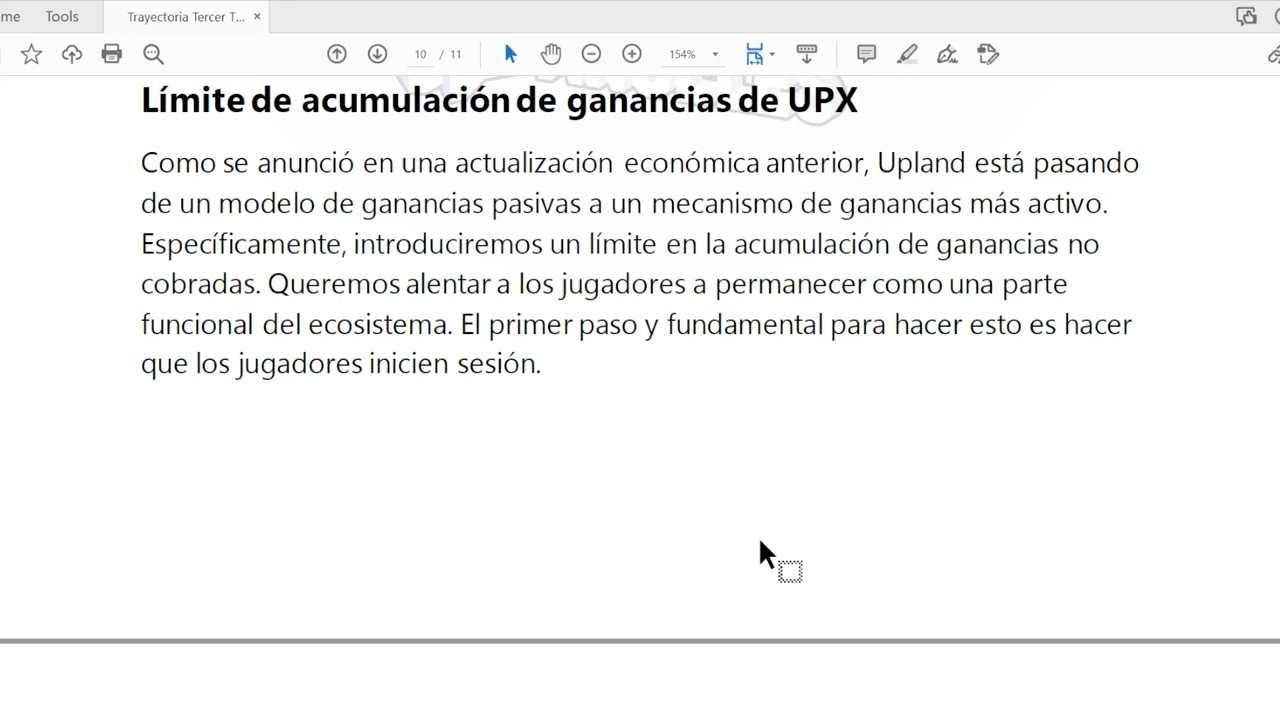 me Tools Trayectoria Tercer T... ×
10 / 11 154%
Límite de acumulación de ganancias de UPX
Como se anunció en una actualización económica anterior, Upland está pasando
de un modelo de ganancias pasivas a un mecanismo de ganancias más activo.
Específicamente, introduciremos un límite en la acumulación de ganancias no
cobradas. Queremos alentar a los jugadores a permanecer como una parte
funcional del ecosistema. El primer paso y fundamental para hacer esto es hacer
que los jugadores inicien sesión.